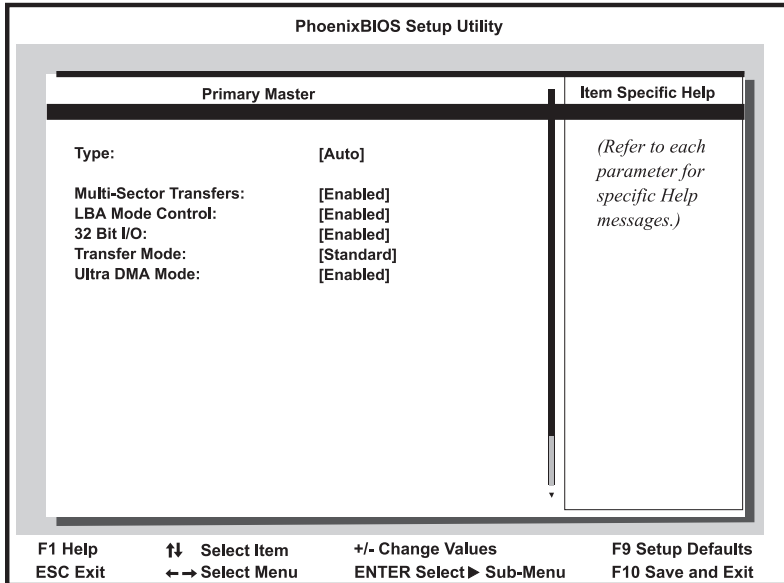 PhoenixBIOS Setup Utility
Primary Master
Item Specific Help
Type: [Auto]
Multi-Sector Transfers: [Enabled]
LBA Mode Control: [Enabled]
32 Bit I/O: [Enabled]
Transfer Mode: [Standard]
Ultra DMA Mode: [Enabled]
(Refer to each
parameter for
specific Help
messages.)
F1 Help ↑↓ Select Item +/- Change Values F9 Setup Defaults
ESC Exit ←→ Select Menu ENTER Select ▶ Sub-Menu F10 Save and Exit